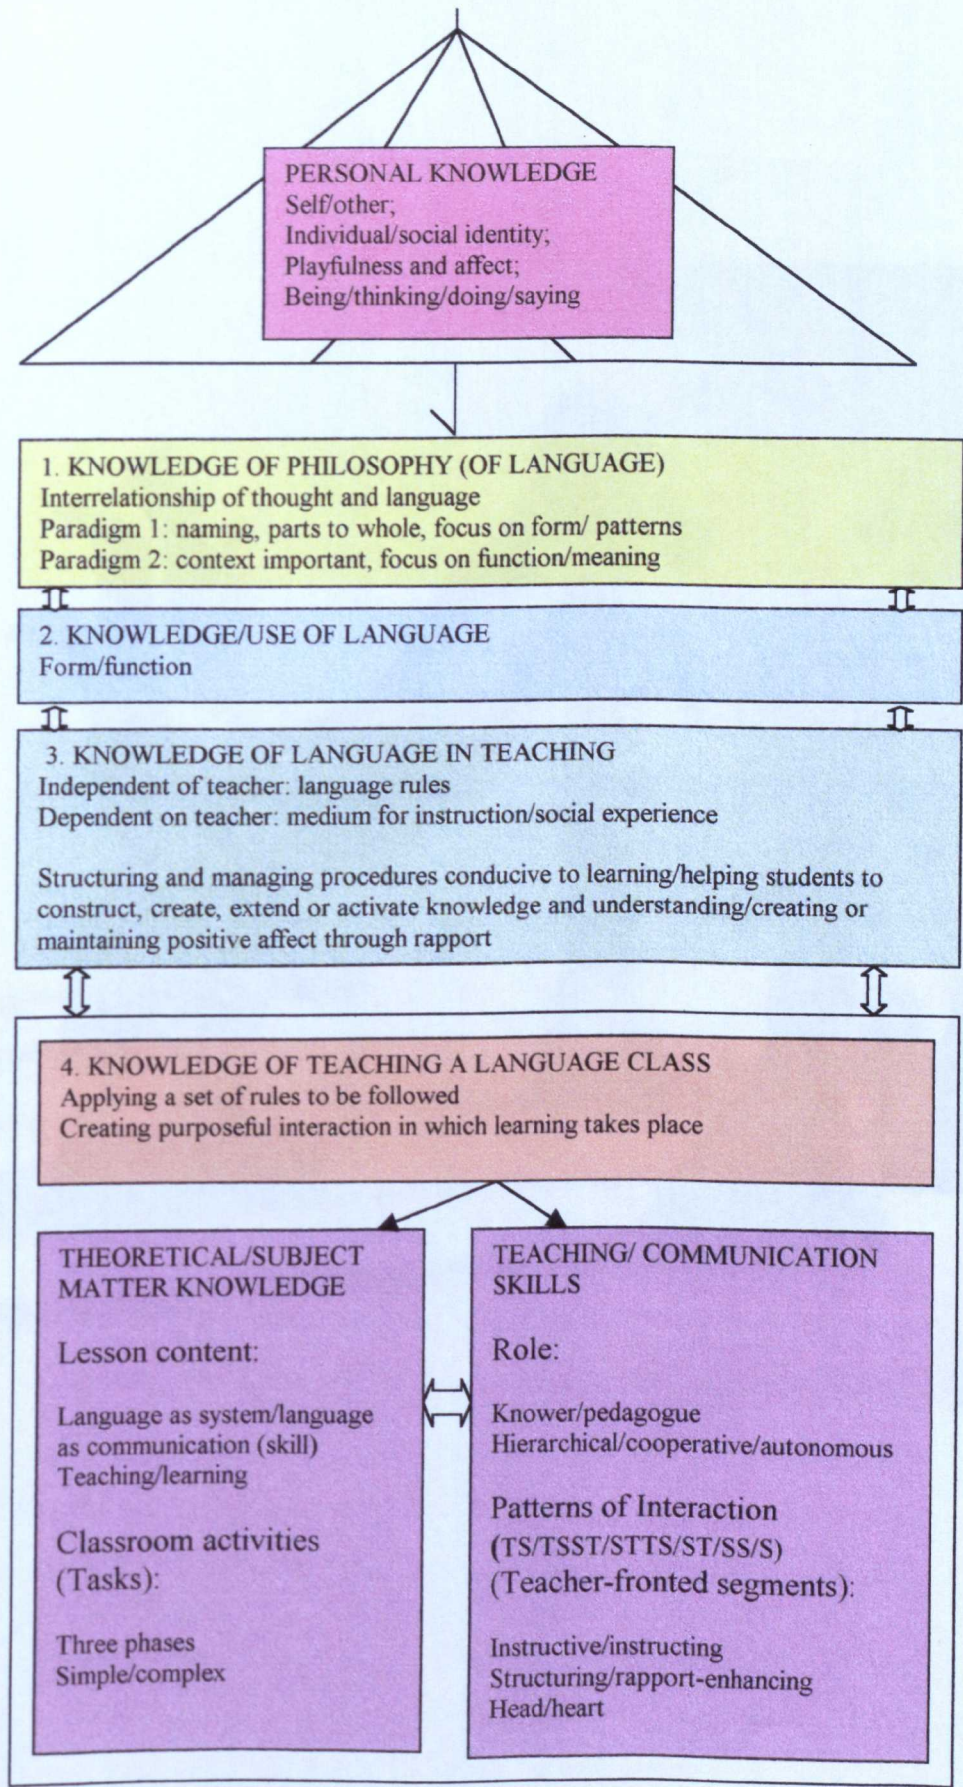 PERSONAL KNOWLEDGE
Self/other;
Individual/social identity;
Playfulness and affect;
Being/thinking/doing/saying
1. KNOWLEDGE OF PHILOSOPHY (OF LANGUAGE)
Interrelationship of thought and language
Paradigm 1: naming, parts to whole, focus on form/ patterns
Paradigm 2: context important, focus on function/meaning
2. KNOWLEDGE/USE OF LANGUAGE
Form/function
3. KNOWLEDGE OF LANGUAGE IN TEACHING
Independent of teacher: language rules
Dependent on teacher: medium for instruction/social experience
Structuring and managing procedures conducive to learning/helping students to
construct, create, extend or activate knowledge and understanding/creating or
maintaining positive affect through rapport
4. KNOWLEDGE OF TEACHING A LANGUAGE CLASS
Applying a set of rules to be followed
Creating purposeful interaction in which learning takes place
THEORETICAL/SUBJECT
MATTER KNOWLEDGE
Lesson content:
Language as system/language
as communication (skill)
Teaching/learning
Classroom activities
(Tasks):
Three phases
Simple/complex
TEACHING/ COMMUNICATION
SKILLS
Role:
Knower/pedagogue
Hierarchical/cooperative/autonomous
Patterns of Interaction
(TS/TSST/STTS/ST/SS/S)
(Teacher-fronted segments):
Instructive/instructing
Structuring/rapport-enhancing
Head/heart